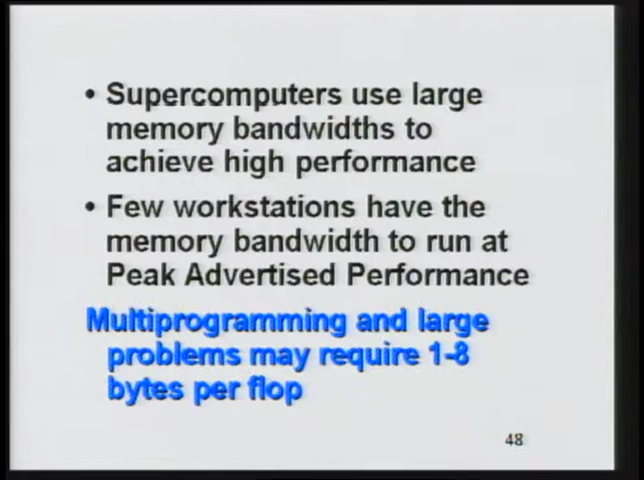 • Supercomputers use large
memory bandwidths to
achieve high performance
• Few workstations have the
memory bandwidth to run at
Peak Advertised Performance
Multiprogramming and large
problems may require 1-8
bytes per flop
48